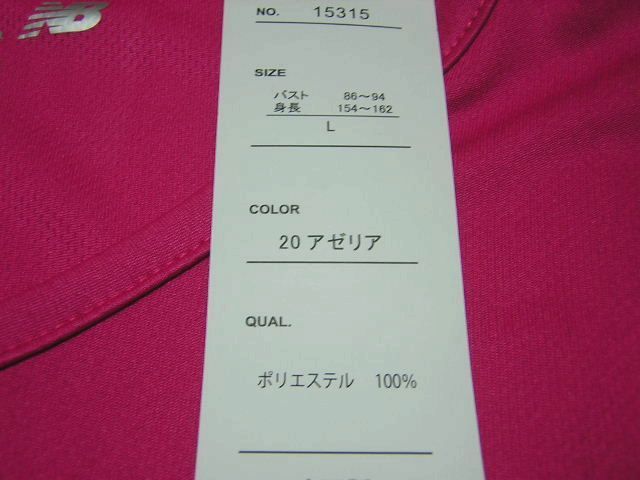 NB
NO. 15315
SIZE
バスト 86～94
身長 154～162
L
COLOR
20 アゼリア
QUAL.
ポリエステル 100%